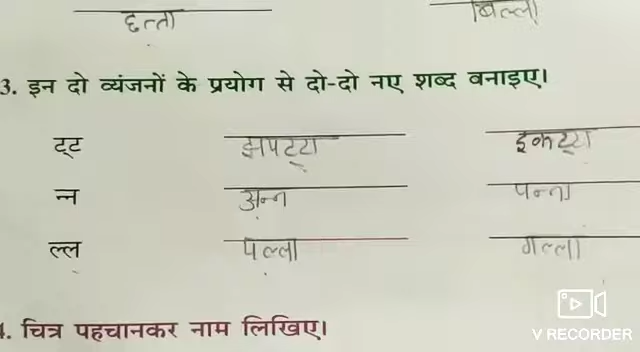 छत्ता बिल्ली
3. इन दो व्यंजनों के प्रयोग से दो-दो नए शब्द बनाइए।
ट्ट झपट्टा इकट्टा
न्न अन्न पन्ना
ल्ल पल्ला गल्ला
4. चित्र पहचानकर नाम लिखिए।
V RECORDER